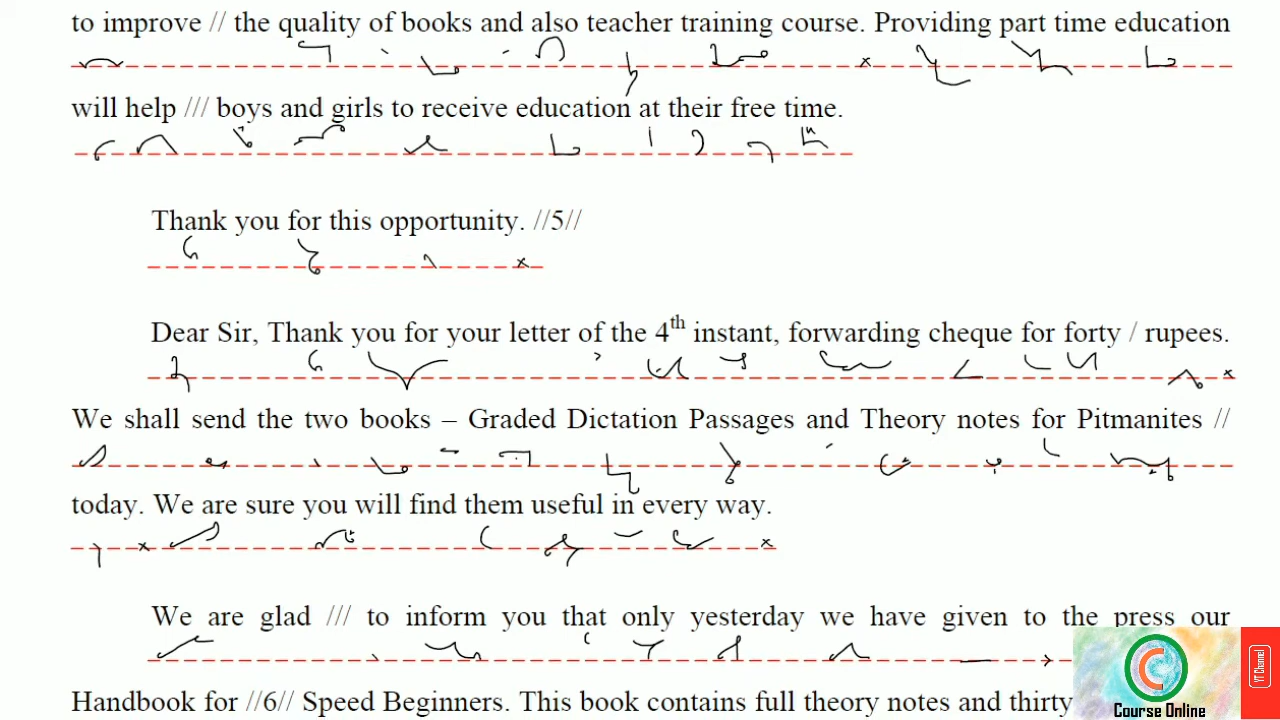 to improve // the quality of books and also teacher training course. Providing part time education
will help /// boys and girls to receive education at their free time.
Thank you for this opportunity. //5//
Dear Sir, Thank you for your letter of the 4th instant, forwarding cheque for forty / rupees.
We shall send the two books – Graded Dictation Passages and Theory notes for Pitmanites //
today. We are sure you will find them useful in every way.
We are glad /// to inform you that only yesterday we have given to the press our
Handbook for //6// Speed Beginners. This book contains full theory notes and thirty
Course Online
YT Channel